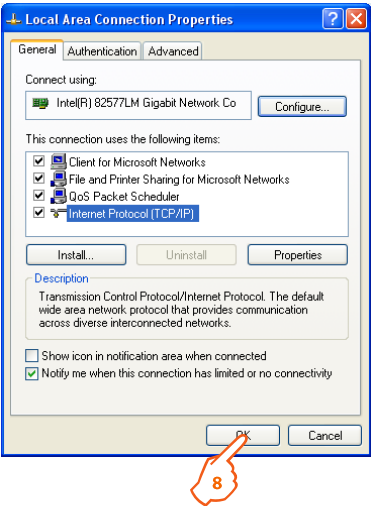 Local Area Connection Properties
General Authentication Advanced
Connect using:
Intel(R) 82577LM Gigabit Network Co Configure...
This connection uses the following items:
Client for Microsoft Networks
File and Printer Sharing for Microsoft Networks
QoS Packet Scheduler
Internet Protocol (TCP/IP)
Install... Uninstall Properties
Description
Transmission Control Protocol/Internet Protocol. The default
wide area network protocol that provides communication
across diverse interconnected networks.
Show icon in notification area when connected
Notify me when this connection has limited or no connectivity
OK Cancel
8